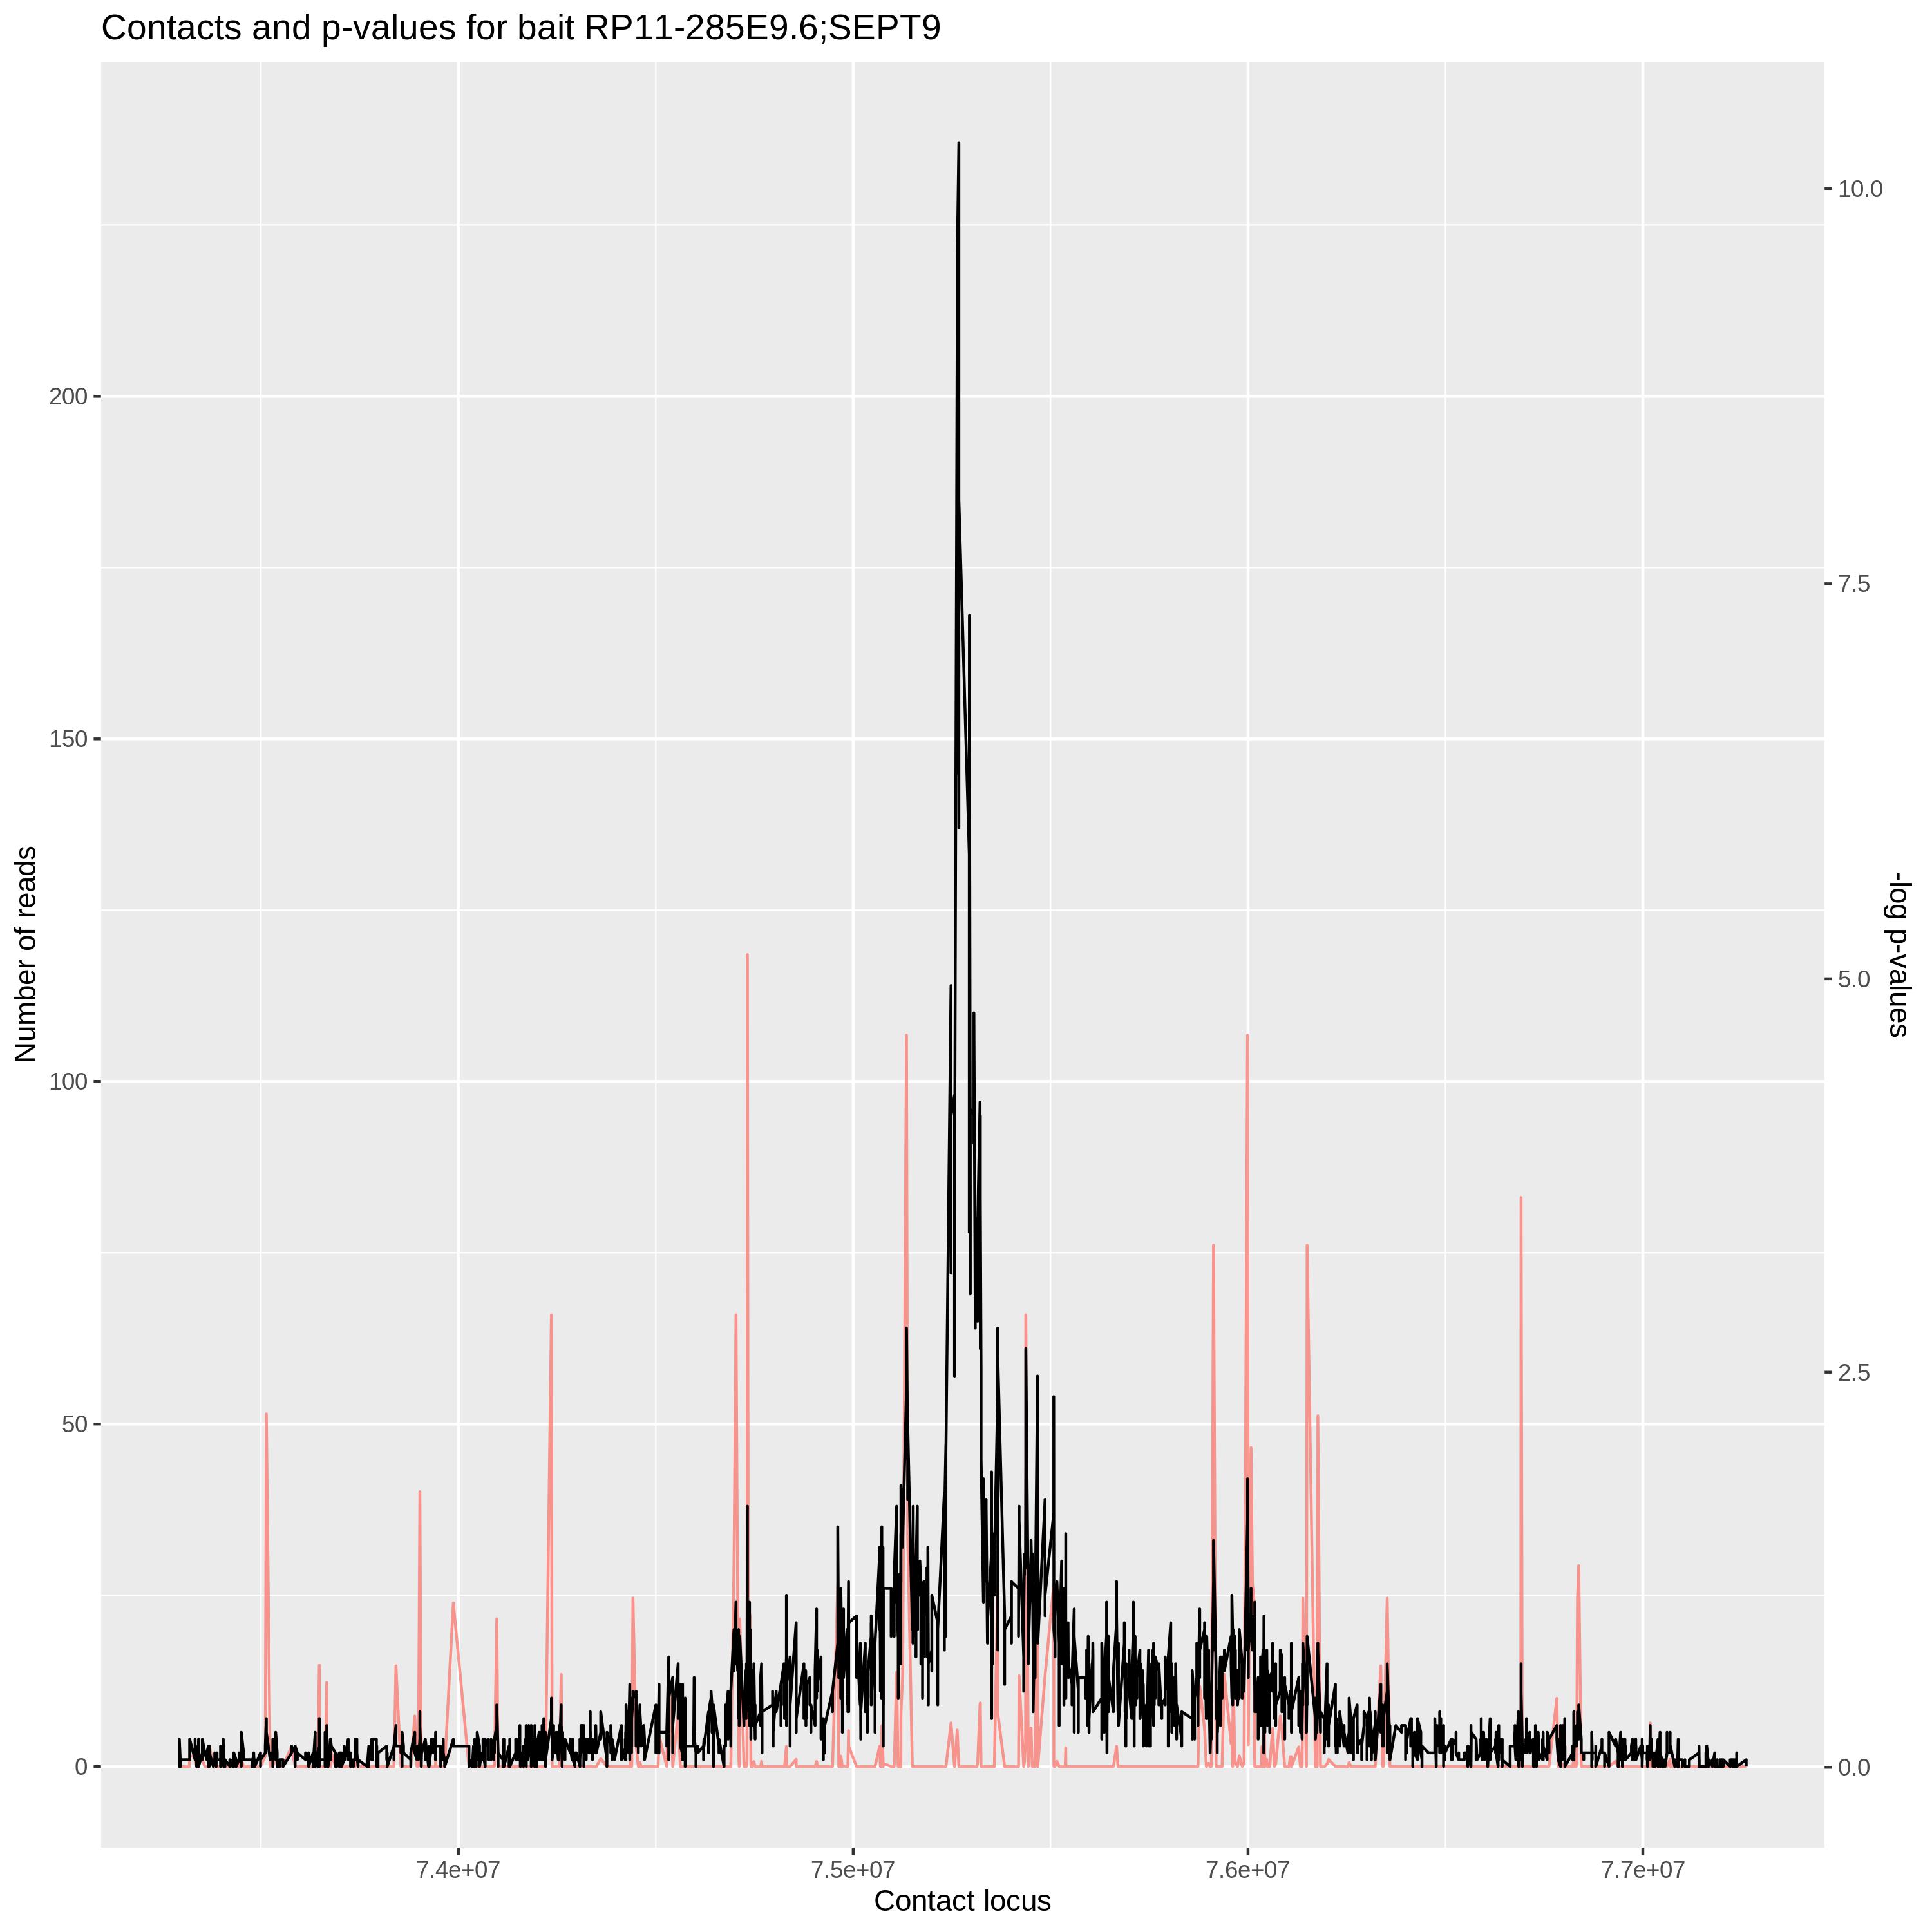 Contacts and p-values for bait RP11-285E9.6;SEPT9
Number of reads
200
150
100
50
0
10.0
7.5
5.0
2.5
0.0
-log p-values
7.4e+07 7.5e+07 7.6e+07 7.7e+07
Contact locus